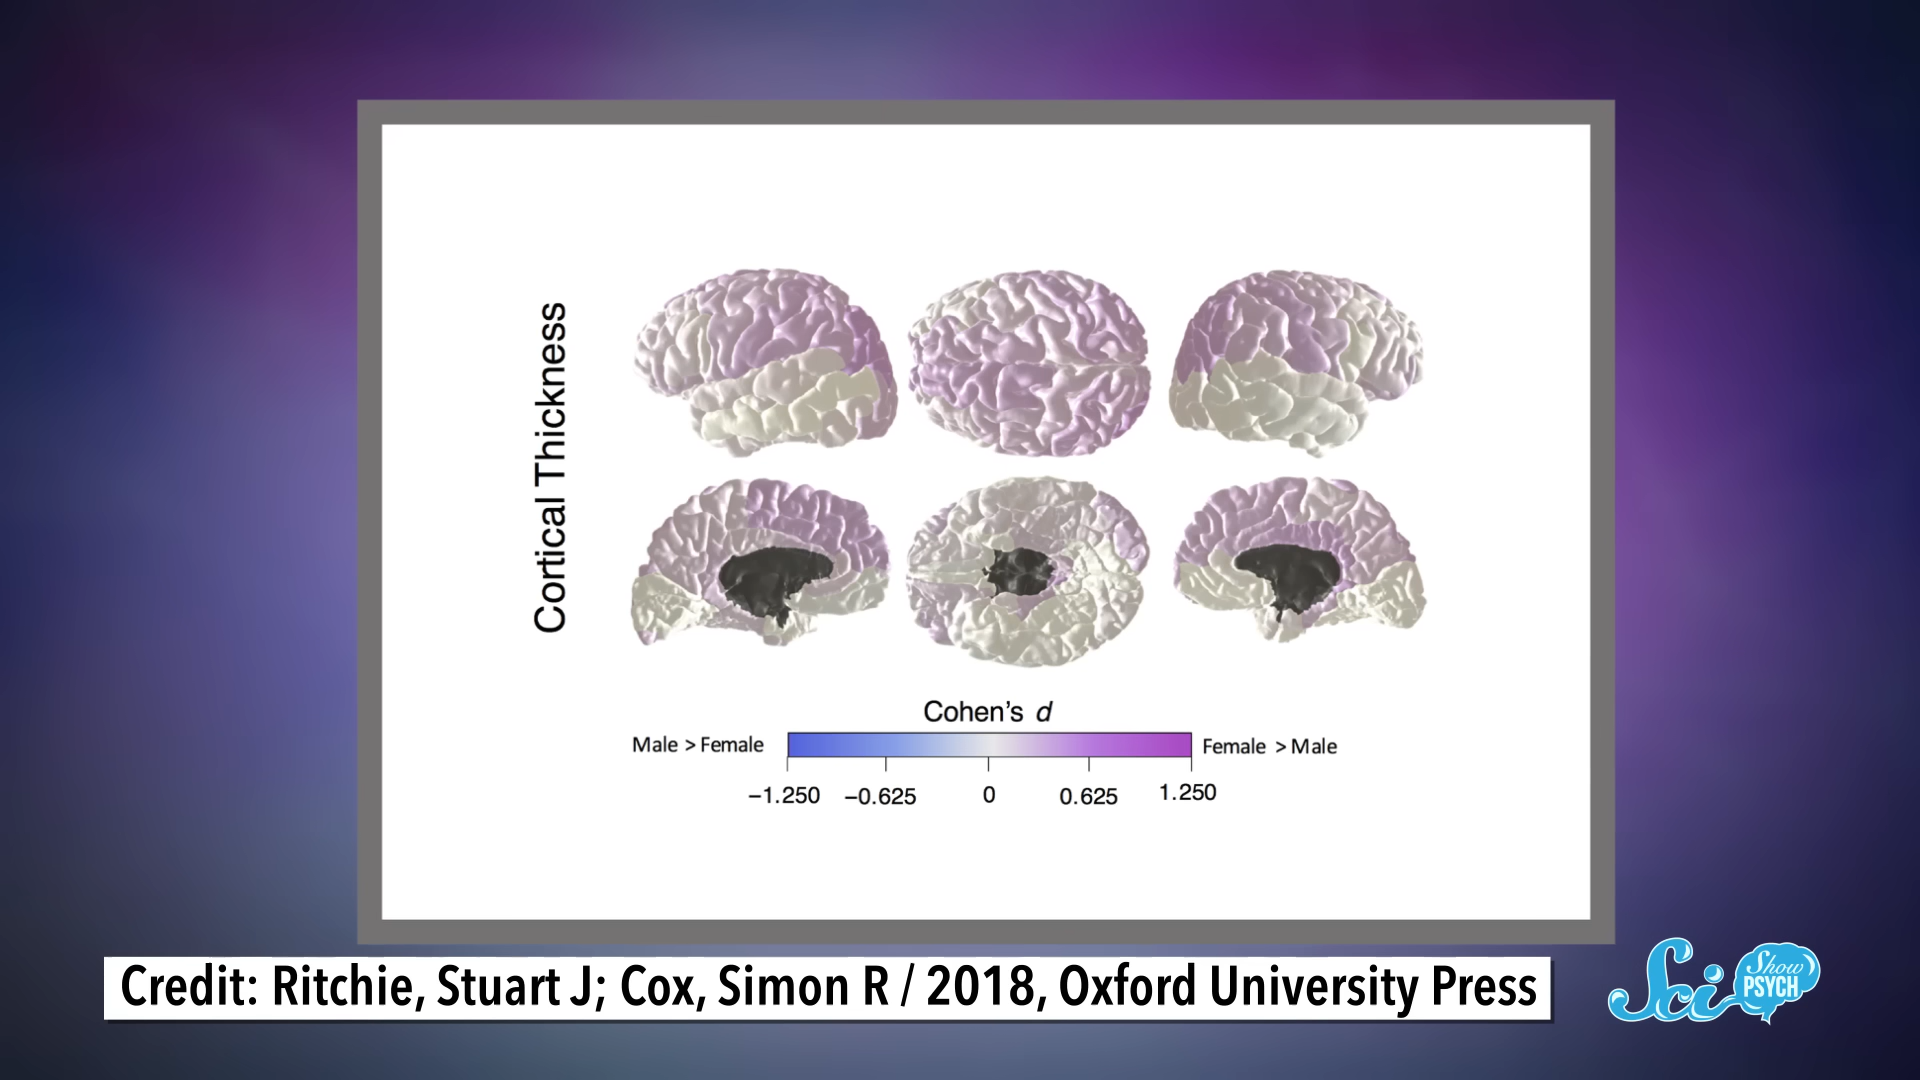 Cortical Thickness
Cohen's d
Male > Female
Female > Male
−1.250
−0.625
0
0.625
1.250
Credit: Ritchie, Stuart J; Cox, Simon R / 2018, Oxford University Press
Sci Show
PSYCH